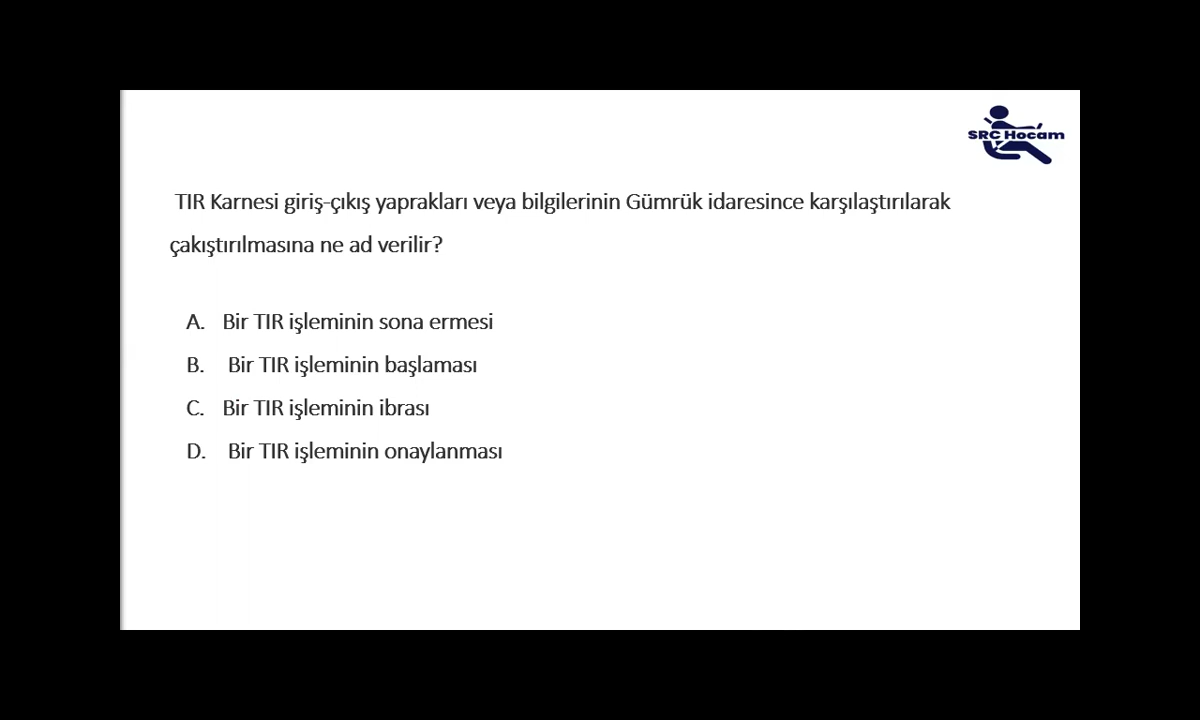 SRC Hocam
TIR Karnesi giriş-çıkış yaprakları veya bilgilerinin Gümrük idaresince karşılaştırılarak
çakıştırılmasına ne ad verilir?
A. Bir TIR işleminin sona ermesi
B. Bir TIR işleminin başlaması
C. Bir TIR işleminin ibrası
D. Bir TIR işleminin onaylanması